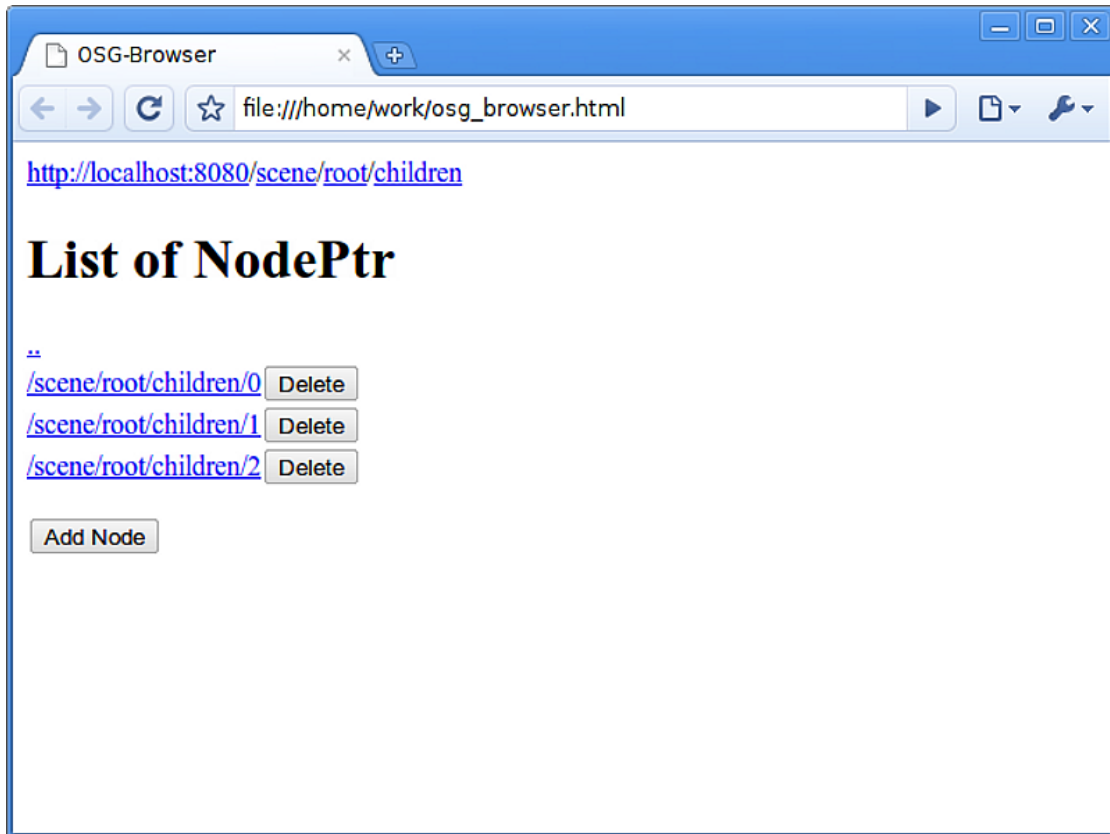 OSG-Browser
file:///home/work/osg_browser.html
http://localhost:8080/scene/root/children
List of NodePtr
..
/scene/root/children/0 Delete
/scene/root/children/1 Delete
/scene/root/children/2 Delete
Add Node